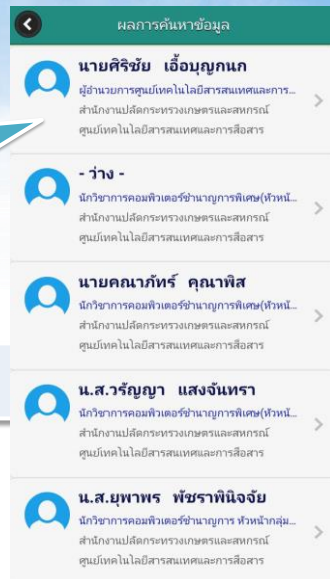 ผลการค้นหาข้อมูล
นายศิริชัย เอื้อบุญกนก
ผู้อำนวยการศูนย์เทคโนโลยีสารสนเทศและการ...
สำนักงานปลัดกระทรวงเกษตรและสหกรณ์
ศูนย์เทคโนโลยีสารสนเทศและการสื่อสาร
- ว่าง -
นักวิชาการคอมพิวเตอร์ชำนาญการพิเศษ(หัวหน้...
สำนักงานปลัดกระทรวงเกษตรและสหกรณ์
ศูนย์เทคโนโลยีสารสนเทศและการสื่อสาร
นายคณาภัทร์ คุณาพิส
นักวิชาการคอมพิวเตอร์ชำนาญการพิเศษ(หัวหน้...
สำนักงานปลัดกระทรวงเกษตรและสหกรณ์
ศูนย์เทคโนโลยีสารสนเทศและการสื่อสาร
น.ส.วรัญญา แสงจันทรา
นักวิชาการคอมพิวเตอร์ชำนาญการพิเศษ(หัวหน้...
สำนักงานปลัดกระทรวงเกษตรและสหกรณ์
ศูนย์เทคโนโลยีสารสนเทศและการสื่อสาร
น.ส.ยุพาพร พัชราพินิจจัย
นักวิชาการคอมพิวเตอร์ชำนาญการ หัวหน้ากลุ่ม...
สำนักงานปลัดกระทรวงเกษตรและสหกรณ์
ศูนย์เทคโนโลยีสารสนเทศและการสื่อสาร